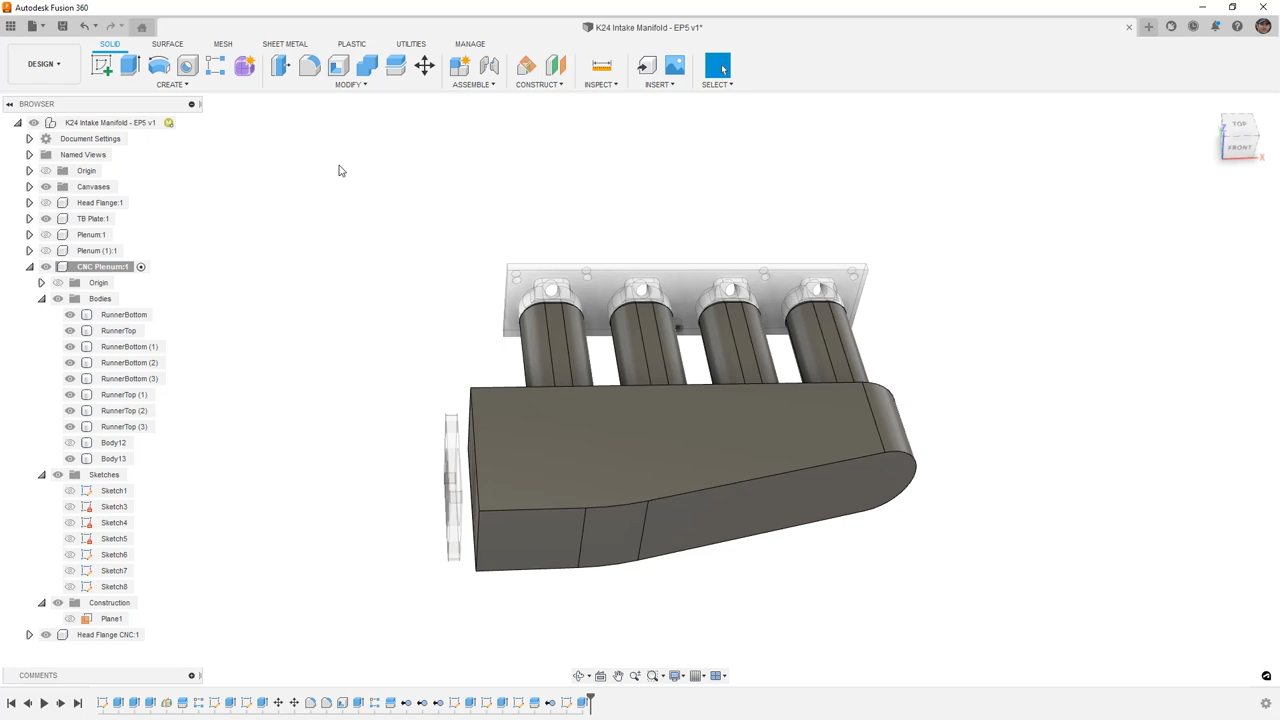 Autodesk Fusion 360
K24 Intake Manifold - EP5 v1*
DESIGN
SOLID SURFACE MESH SHEET METAL PLASTIC UTILITIES MANAGE
CREATE MODIFY ASSEMBLE CONSTRUCT INSPECT INSERT SELECT
BROWSER
K24 Intake Manifold - EP5 v1
Document Settings
Named Views
Origin
Canvases
Head Flange:1
TB Plate:1
Plenum:1
Plenum (1):1
CNC Plenum:1
Origin
Bodies
RunnerBottom
RunnerTop
RunnerBottom (1)
RunnerBottom (2)
RunnerBottom (3)
RunnerTop (1)
RunnerTop (2)
RunnerTop (3)
Body12
Body13
Sketches
Sketch1
Sketch3
Sketch4
Sketch5
Sketch6
Sketch7
Sketch8
Construction
Plane1
Head Flange CNC:1
TOP
FRONT
Z
X
COMMENTS